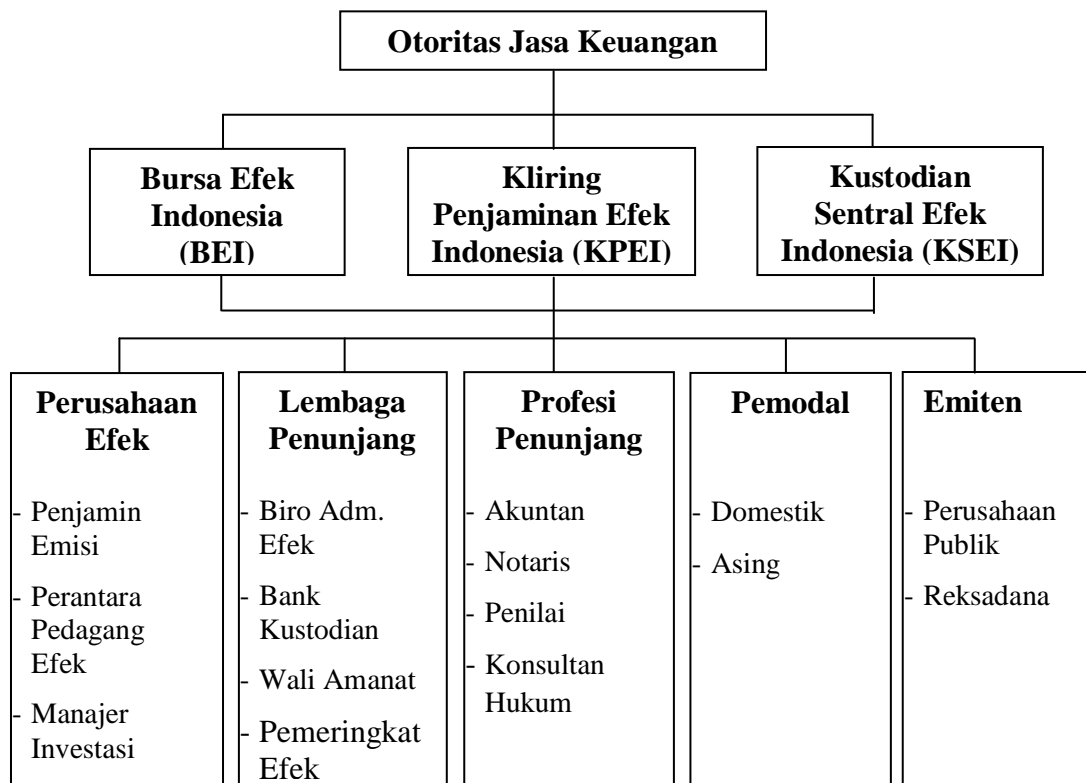 Otoritas Jasa Keuangan
Bursa Efek
Indonesia
(BEI)
Kliring
Penjaminan Efek
Indonesia (KPEI)
Kustodian
Sentral Efek
Indonesia (KSEI)
Perusahaan
Efek
- Penjamin
Emisi
- Perantara
Pedagang
Efek
- Manajer
Investasi
Lembaga
Penunjang
- Biro Adm.
Efek
- Bank
Kustodian
- Wali Amanat
- Pemeringkat
Efek
Profesi
Penunjang
- Akuntan
- Notaris
- Penilai
- Konsultan
Hukum
Pemodal
- Domestik
- Asing
Emiten
- Perusahaan
Publik
- Reksadana